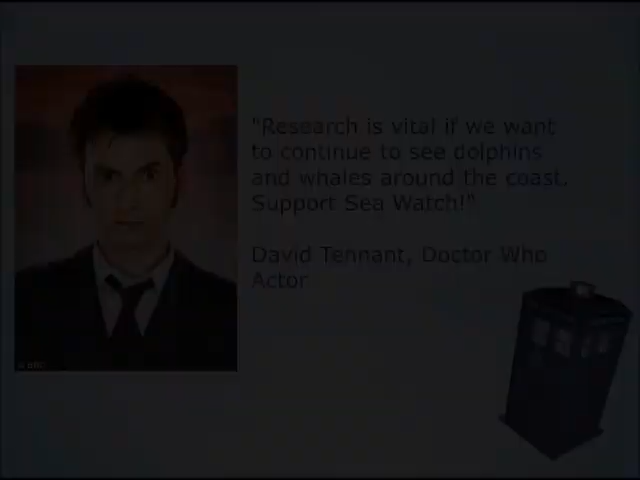 "Research is vital if we want
to continue to see dolphins
and whales around the coast.
Support Sea Watch!"
David Tennant, Doctor Who
Actor